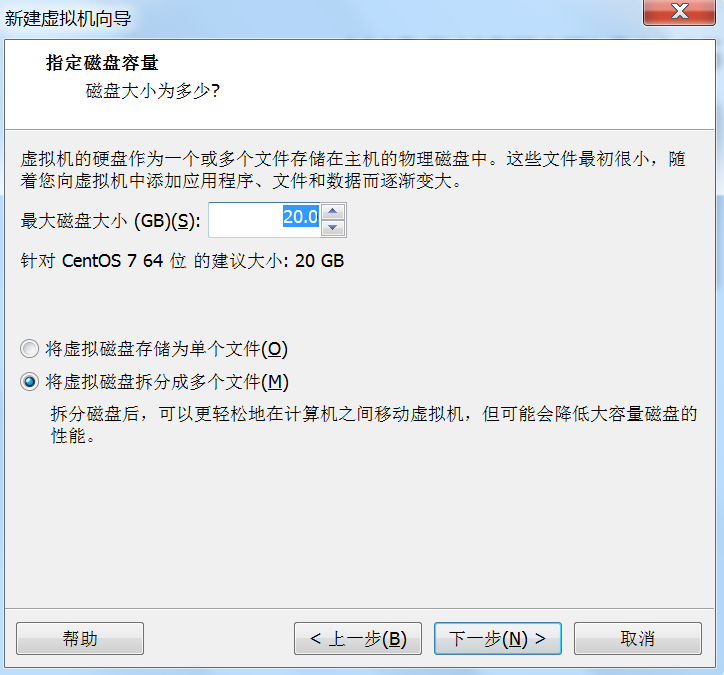 新建虚拟机向导
指定磁盘容量
磁盘大小为多少?
虚拟机的硬盘作为一个或多个文件存储在主机的物理磁盘中。这些文件最初很小，随
着您向虚拟机中添加应用程序、文件和数据而逐渐变大。
最大磁盘大小 (GB)(S): 20.0
针对 CentOS 7 64 位 的建议大小: 20 GB
将虚拟磁盘存储为单个文件(O)
将虚拟磁盘拆分成多个文件(M)
拆分磁盘后，可以更轻松地在计算机之间移动虚拟机，但可能会降低大容量磁盘的
性能。
帮助 < 上一步(B) 下一步(N) > 取消